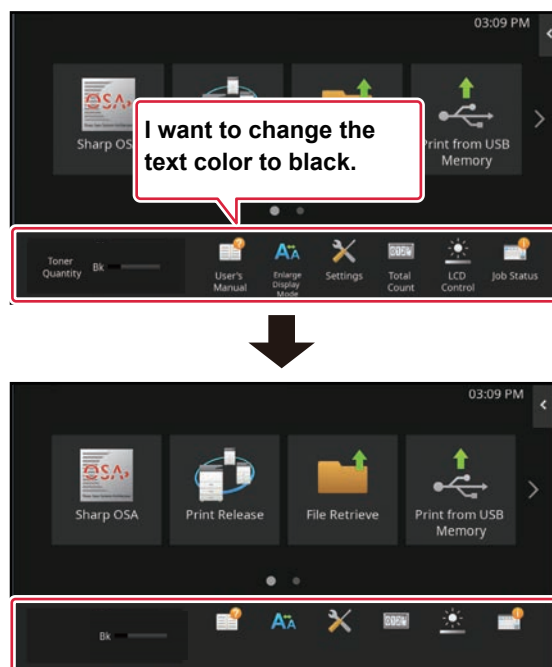 03:09 PM
Sharp OS
Print from USB
Memory
I want to change the
text color to black.
Toner
Quantity
Bk
User's
Manual
Enlarge
Display
Mode
Settings
Total
Count
LCD
Control
Job Status
03:09 PM
Sharp OSA
Print Release
File Retrieve
Print from USB
Memory
Bk